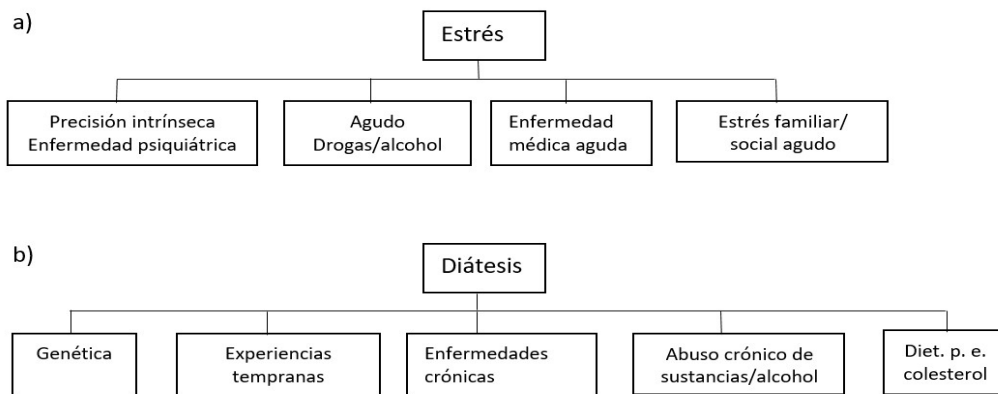 a)
Estrés
Precisión intrínseca
Enfermedad psiquiátrica
Agudo
Drogas/alcohol
Enfermedad
médica aguda
Estrés familiar/
social agudo
b)
Diátesis
Genética
Experiencias
tempranas
Enfermedades
crónicas
Abuso crónico de
sustancias/alcohol
Diet. p. e.
colesterol